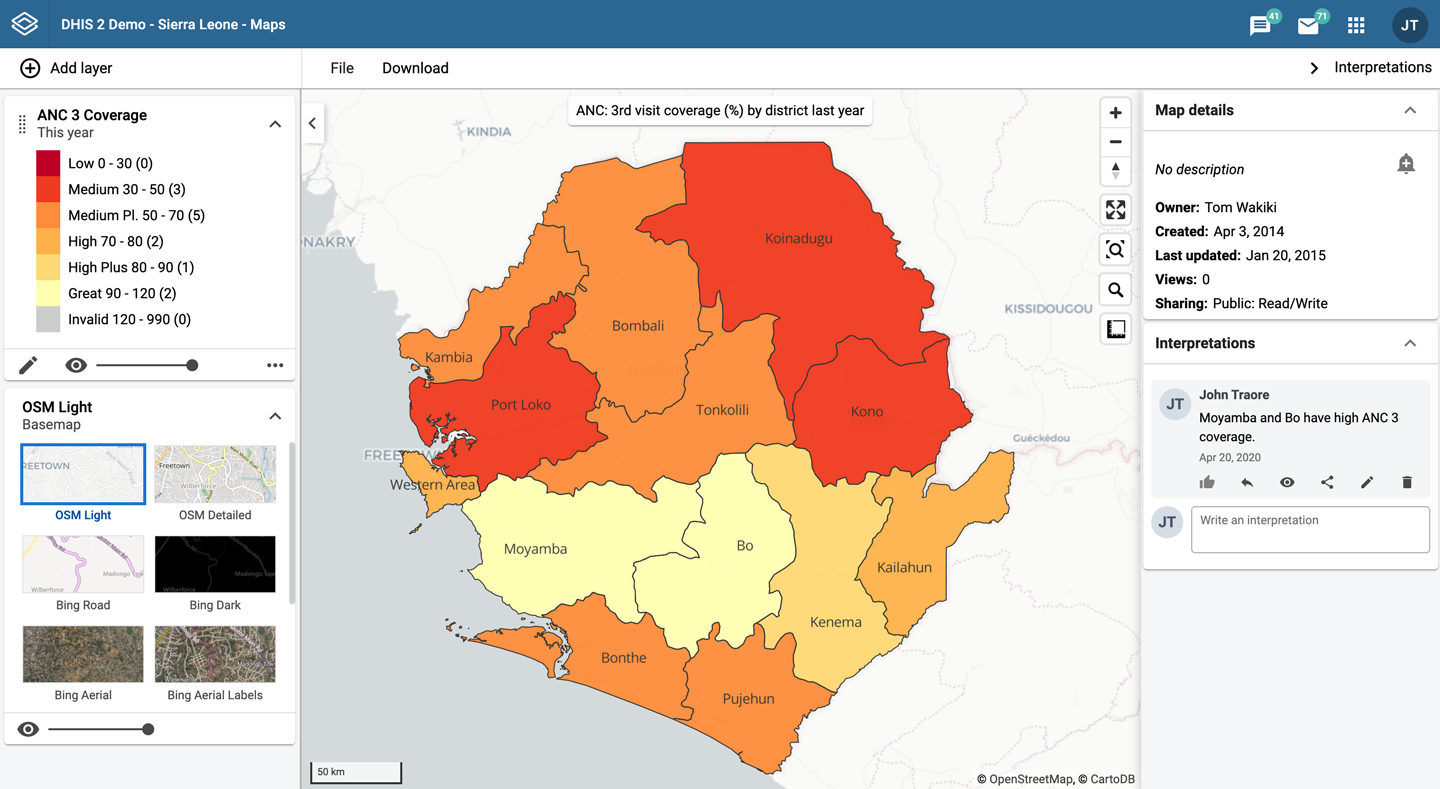 DHIS 2 Demo - Sierra Leone - Maps
41
71
JT
Add layer
File
Download
Interpretations
ANC 3 Coverage
This year
Low 0 - 30 (0)
Medium 30 - 50 (3)
Medium Pl. 50 - 70 (5)
High 70 - 80 (2)
High Plus 80 - 90 (1)
Great 90 - 120 (2)
Invalid 120 - 990 (0)
OSM Light
Basemap
REETOWN
OSM Light
Freetown
Wilberforce
OSM Detailed
Wilberforce
Madongo Tow
Bing Road
Madongo Tow
Bing Dark
Bing Aerial
Bing Aerial Labels
ANC: 3rd visit coverage (%) by district last year
KINDIA
NAKRY
Koinadugu
KISSIDOUGOU
Bombali
Kambia
Port Loko
Tonkolili
Kono
Guéckédou
FREETOW
Western Area
Moyamba
Bo
Kailahun
Kenema
Bonthe
Pujehun
50 km
© OpenStreetMap, © CartoDB
Map details
No description
Owner: Tom Wakiki
Created: Apr 3, 2014
Last updated: Jan 20, 2015
Views: 0
Sharing: Public: Read/Write
Interpretations
JT
John Traore
Moyamba and Bo have high ANC 3
coverage.
Apr 20, 2020
JT
Write an interpretation